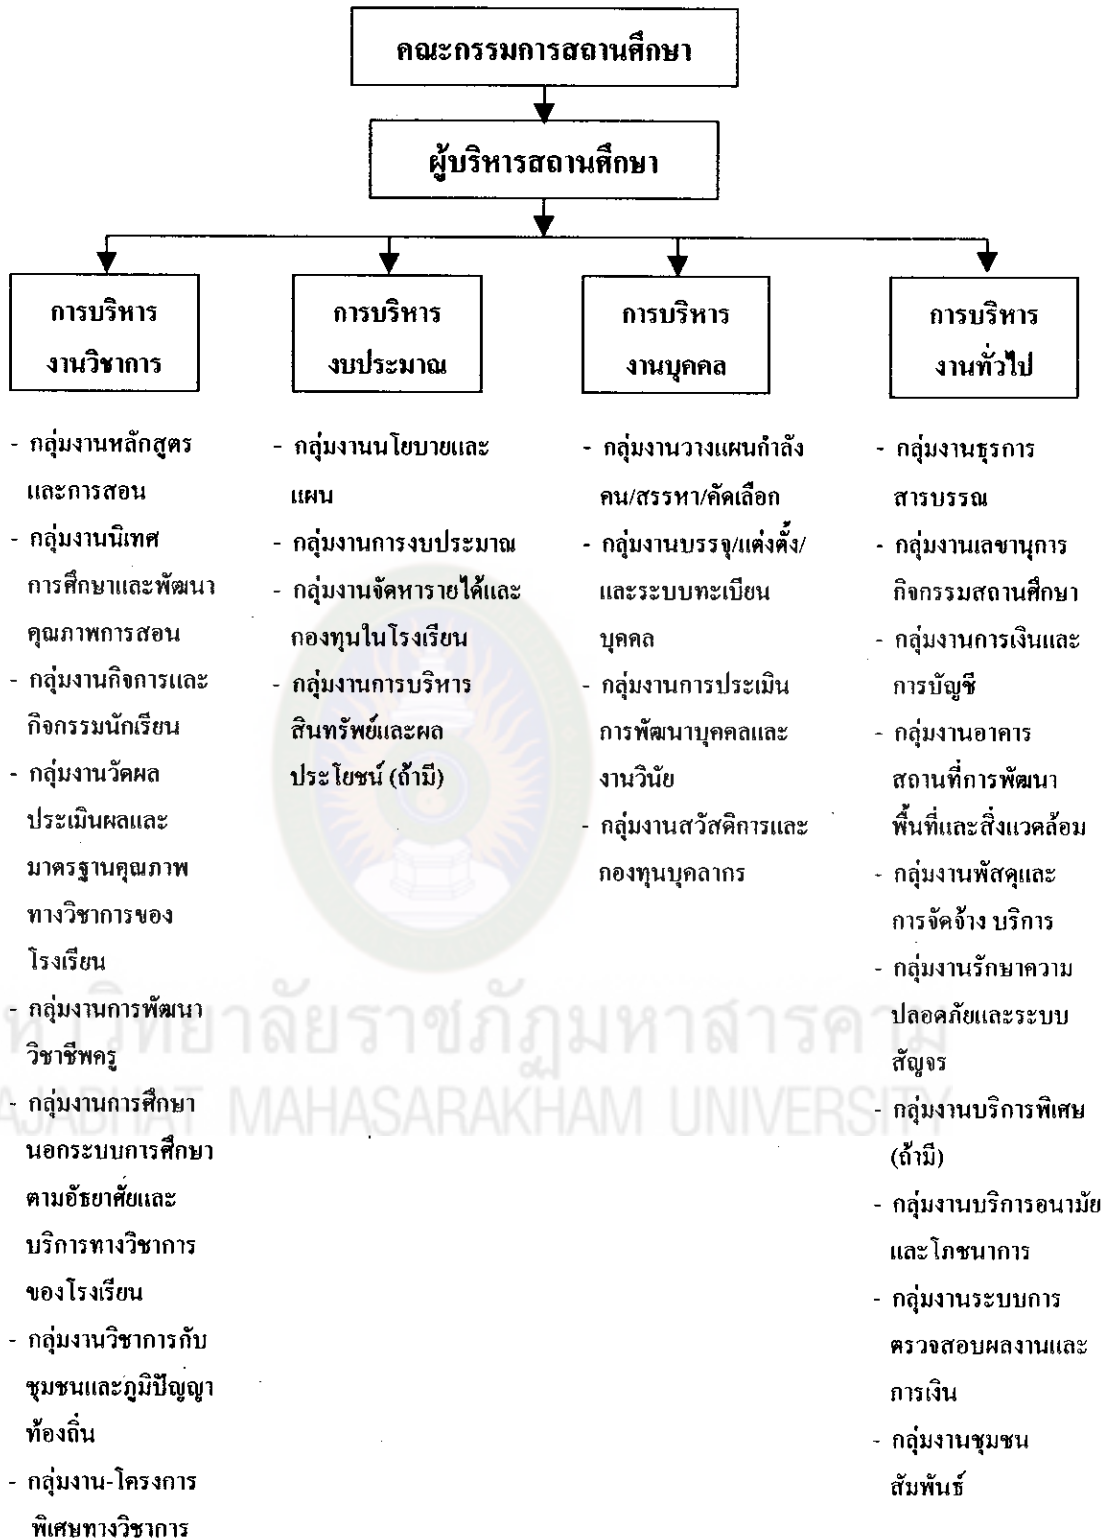 คณะกรรมการสถานศึกษา
ผู้บริหารสถานศึกษา
การบริหาร
งานวิชาการ
การบริหาร
งบประมาณ
การบริหาร
งานบุคคล
การบริหาร
งานทั่วไป
- กลุ่มงานหลักสูตร
และการสอน
- กลุ่มงานนิเทศ
การศึกษาและพัฒนา
คุณภาพการสอน
- กลุ่มงานกิจการและ
กิจกรรมนักเรียน
- กลุ่มงานวัดผล
ประเมินผลและ
มาตรฐานคุณภาพ
ทางวิชาการของ
โรงเรียน
- กลุ่มงานการพัฒนา
วิชาชีพครู
- กลุ่มงานการศึกษา
นอกระบบการศึกษา
ตามอัธยาศัยและ
บริการทางวิชาการ
ของโรงเรียน
- กลุ่มงานวิชาการกับ
ชุมชนและภูมิปัญญา
ท้องถิ่น
- กลุ่มงาน-โครงการ
พิเศษทางวิชาการ
- กลุ่มงานนโยบายและ
แผน
- กลุ่มงานการงบประมาณ
- กลุ่มงานจัดหารายได้และ
กองทุนในโรงเรียน
- กลุ่มงานการบริหาร
สินทรัพย์และผล
ประโยชน์ (ถ้ามี)
- กลุ่มงานวางแผนกำลัง
คน/สรรหา/คัดเลือก
- กลุ่มงานบรรจุ/แต่งตั้ง/
และระบบทะเบียน
บุคคล
- กลุ่มงานการประเมิน
การพัฒนาบุคคลและ
งานวินัย
- กลุ่มงานสวัสดิการและ
กองทุนบุคลากร
- กลุ่มงานธุรการ
สารบรรณ
- กลุ่มงานเลขานุการ
กิจกรรมสถานศึกษา
- กลุ่มงานการเงินและ
การบัญชี
- กลุ่มงานอาคาร
สถานที่การพัฒนา
พื้นที่และสิ่งแวดล้อม
- กลุ่มงานพัสดุและ
การจัดจ้าง บริการ
- กลุ่มงานรักษาความ
ปลอดภัยและระบบ
สัญจร
- กลุ่มงานบริการพิเศษ
(ถ้ามี)
- กลุ่มงานบริการอนามัย
และโภชนาการ
- กลุ่มงานระบบการ
ตรวจสอบผลงานและ
การเงิน
- กลุ่มงานชุมชน
สัมพันธ์
วิทยาลัยราชภัฏมหาสารคาม
MAHASARAKHAM UNIVERSITY